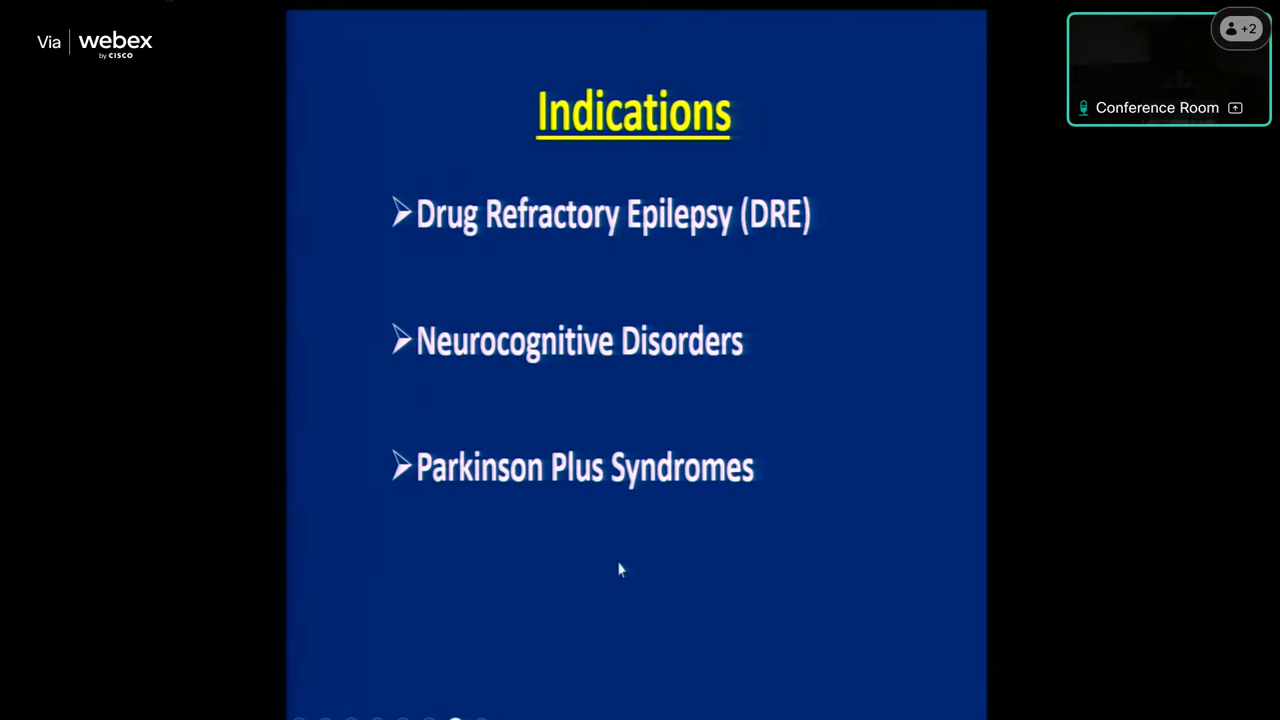 Via webex
by CISCO
+2
Conference Room
Indications
Drug Refractory Epilepsy (DRE)
Neurocognitive Disorders
Parkinson Plus Syndromes